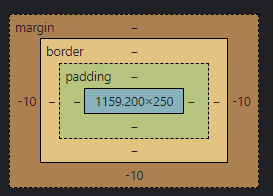 margin –
border –
padding –
-10 – – 1159.200×250 – – -10
–
–
-10